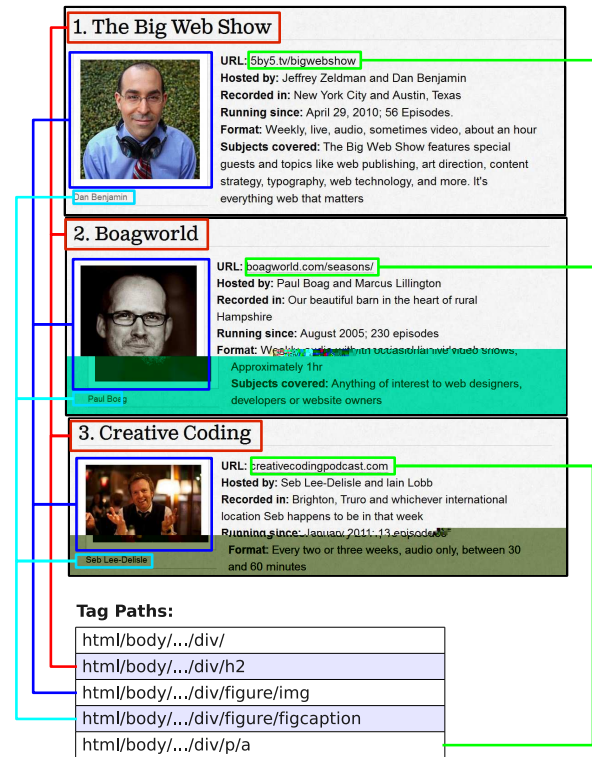 1. The Big Web Show
URL: 5by5.tv/bigwebshow
Hosted by: Jeffrey Zeldman and Dan Benjamin
Recorded in: New York City and Austin, Texas
Running since: April 29, 2010; 56 Episodes.
Format: Weekly, live, audio, sometimes video, about an hour
Subjects covered: The Big Web Show features special
guests and topics like web publishing, art direction, content
strategy, typography, web technology, and more. It's
everything web that matters
Dan Benjamin
2. Boagworld
URL: boagworld.com/seasons/
Hosted by: Paul Boag and Marcus Lillington
Recorded in: Our beautiful barn in the heart of rural
Hampshire
Running since: August 2005; 230 episodes
Format: shows,
Approximately 1hr
Subjects covered: Anything of interest to web designers,
developers or website owners
Paul Boag
3. Creative Coding
URL: creativecodingpodcast.com
Hosted by: Seb Lee-Delisle and Iain Lobb
Recorded in: Brighton, Truro and whichever international
location Seb happens to be in that week
Running since: January 2011; 13 episodes
Format: Every two or three weeks, audio only, between 30
and 60 minutes
Seb Lee-Delisle
Tag Paths:
html/body/.../div/
html/body/.../div/h2
html/body/.../div/figure/img
html/body/.../div/figure/figcaption
html/body/.../div/p/a